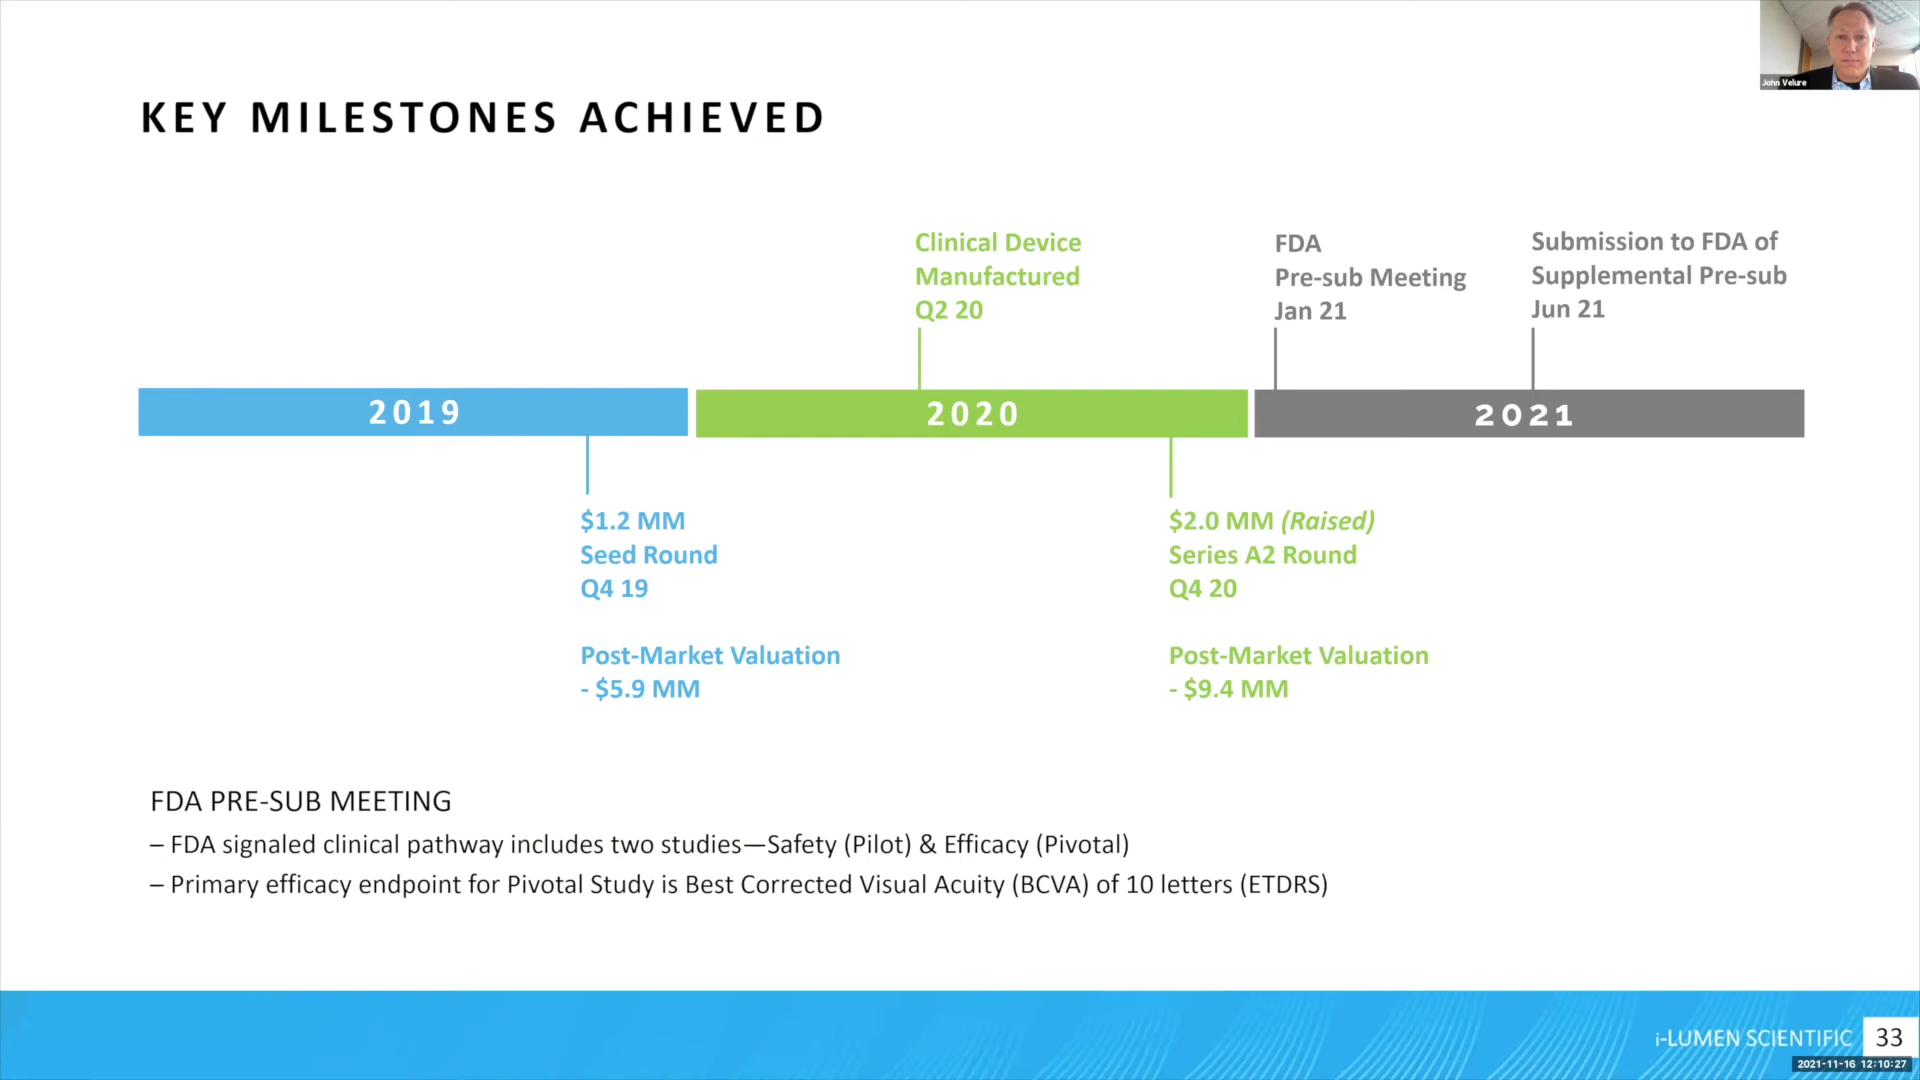 John Velure
KEY MILESTONES ACHIEVED
Clinical Device
Manufactured
Q2 20
FDA
Pre-sub Meeting
Jan 21
Submission to FDA of
Supplemental Pre-sub
Jun 21
2019
2020
2021
$1.2 MM
Seed Round
Q4 19
Post-Market Valuation
- $5.9 MM
$2.0 MM (Raised)
Series A2 Round
Q4 20
Post-Market Valuation
- $9.4 MM
FDA PRE-SUB MEETING
– FDA signaled clinical pathway includes two studies—Safety (Pilot) & Efficacy (Pivotal)
– Primary efficacy endpoint for Pivotal Study is Best Corrected Visual Acuity (BCVA) of 10 letters (ETDRS)
i-LUMEN SCIENTIFIC 33
2021-11-16 12:10:27